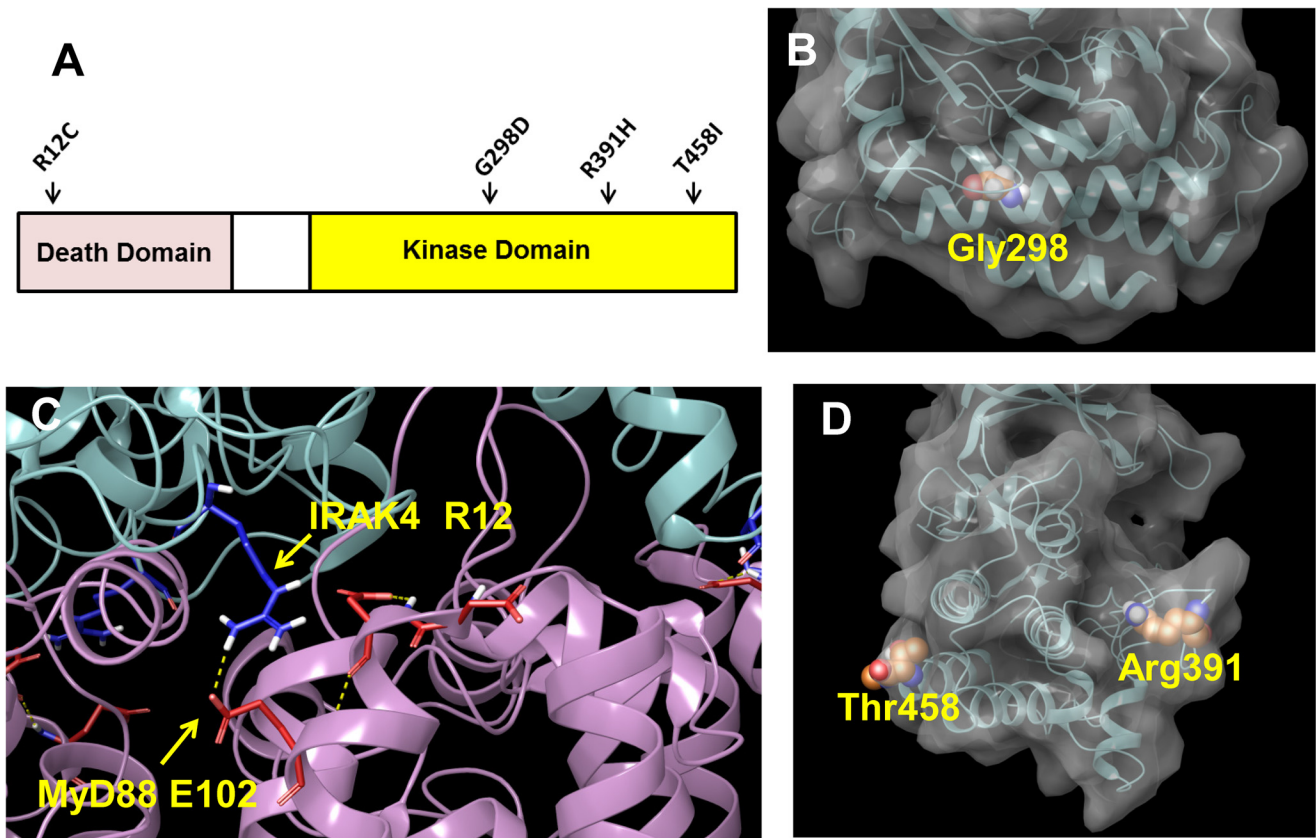 A
R12C
G298D
R391H
T458I
Death Domain
Kinase Domain
B
Gly298
C
IRAK4 R12
MyD88 E102
D
Thr458
Arg391